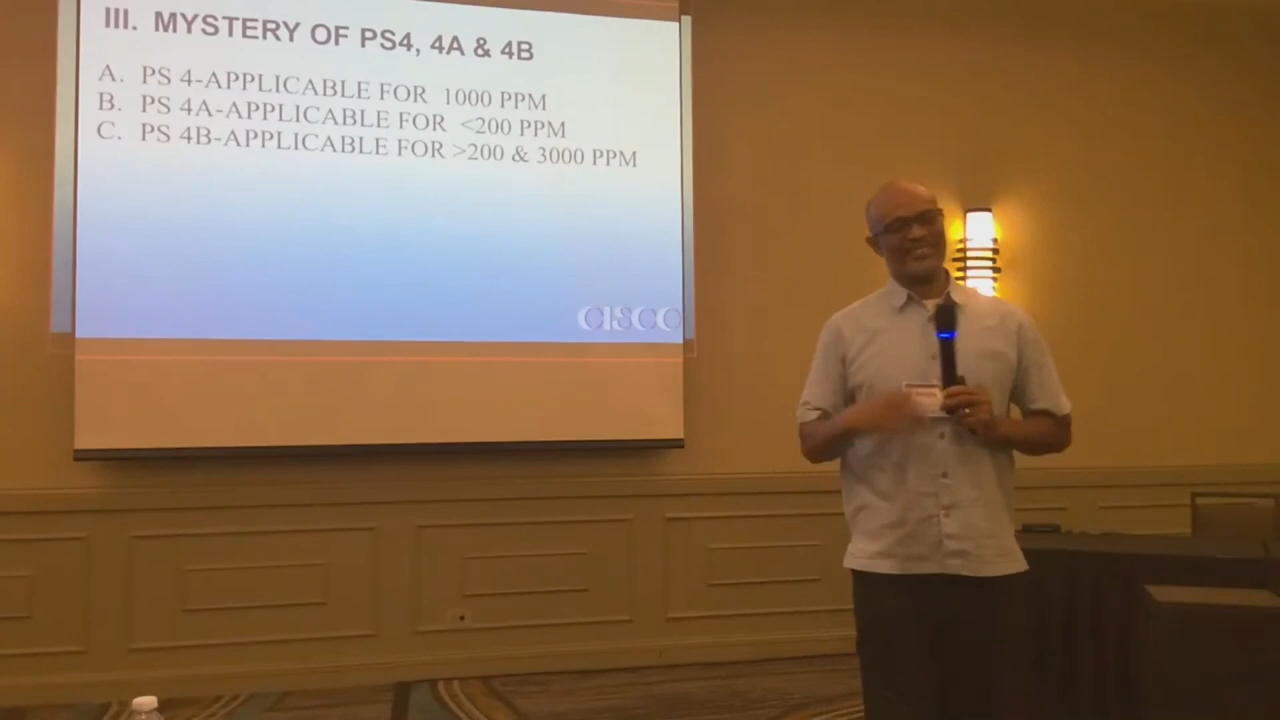 III. MYSTERY OF PS4, 4A & 4B
A. PS 4-APPLICABLE FOR 1000 PPM
B. PS 4A-APPLICABLE FOR <200 PPM
C. PS 4B-APPLICABLE FOR >200 & 3000 PPM
CISCO